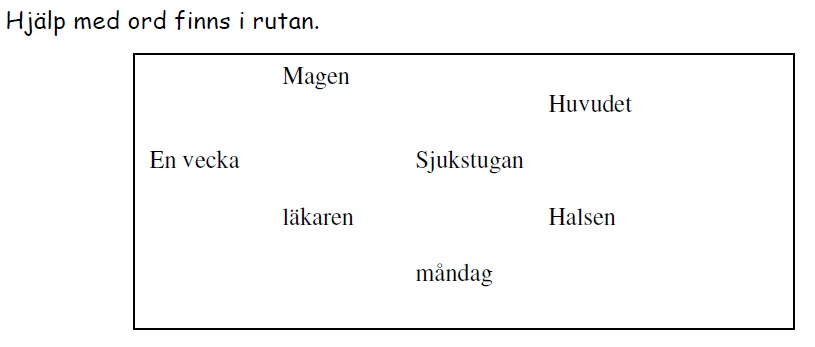 Hjälp med ord finns i rutan.
Magen
Huvudet
En vecka Sjukstugan
läkaren Halsen
måndag